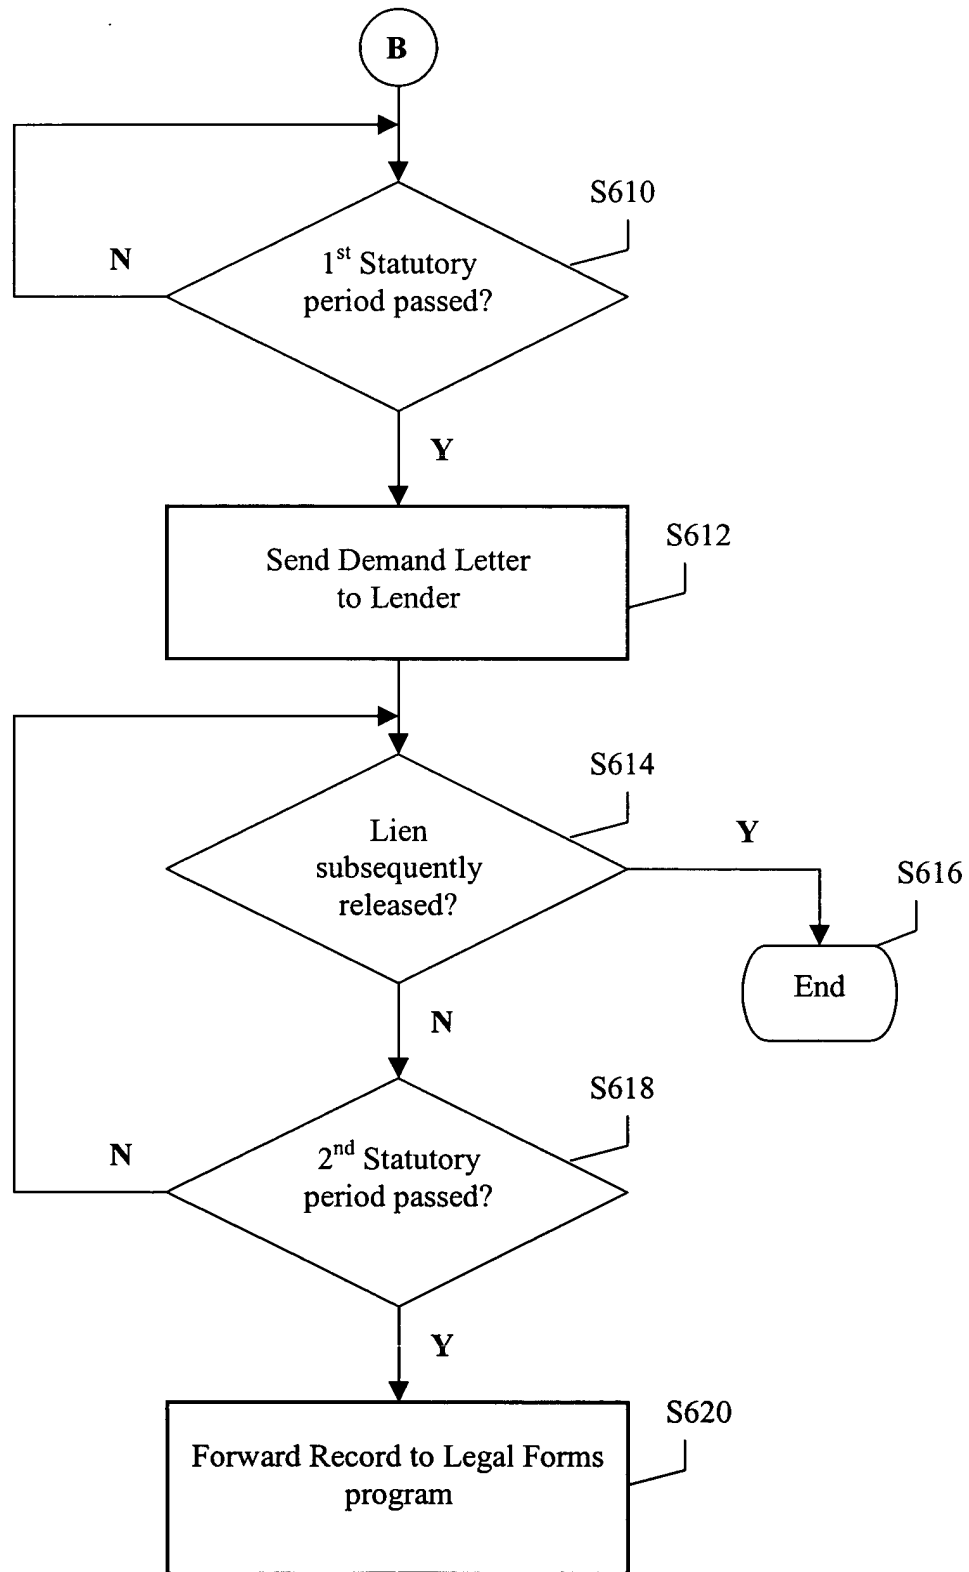 B
S610
N
1st Statutory
period passed?
Y
S612
Send Demand Letter
to Lender
S614
Lien
subsequently
released?
Y
S616
End
N
S618
N
2nd Statutory
period passed?
Y
S620
Forward Record to Legal Forms
program